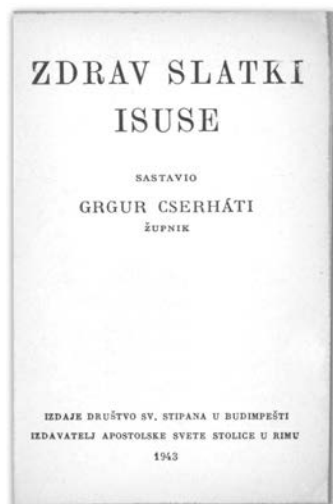 ZDRAV SLATKI
ISUSE
SASTAVIO
GRGUR CSERHÁTI
ŽUPNIK
IZDAJE DRUŠTVO SV. STIPANA U BUDIMPEŠTI
IZDAVATELJ APOSTOLSKE SVETE STOLICE U RIMU
1943